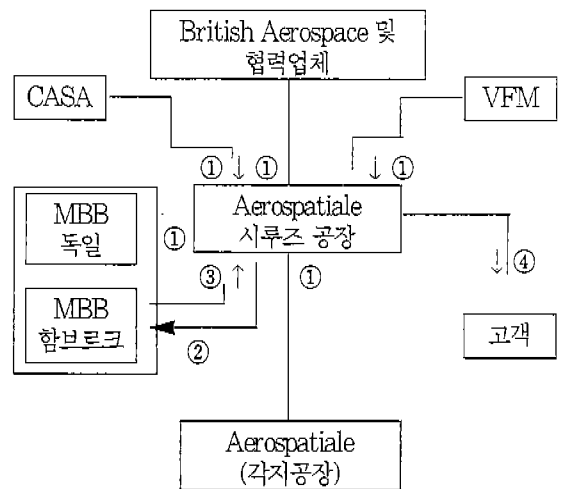 British Aerospace 및
협력업체
CASA
VFM
① ↓ ①
↓ ①
MBB
독일
①
Aerospatiale
시루즈 공장
③ ↑
①
↓ ④
MBB
함브르크
②
고객
Aerospatiale
(각지공장)